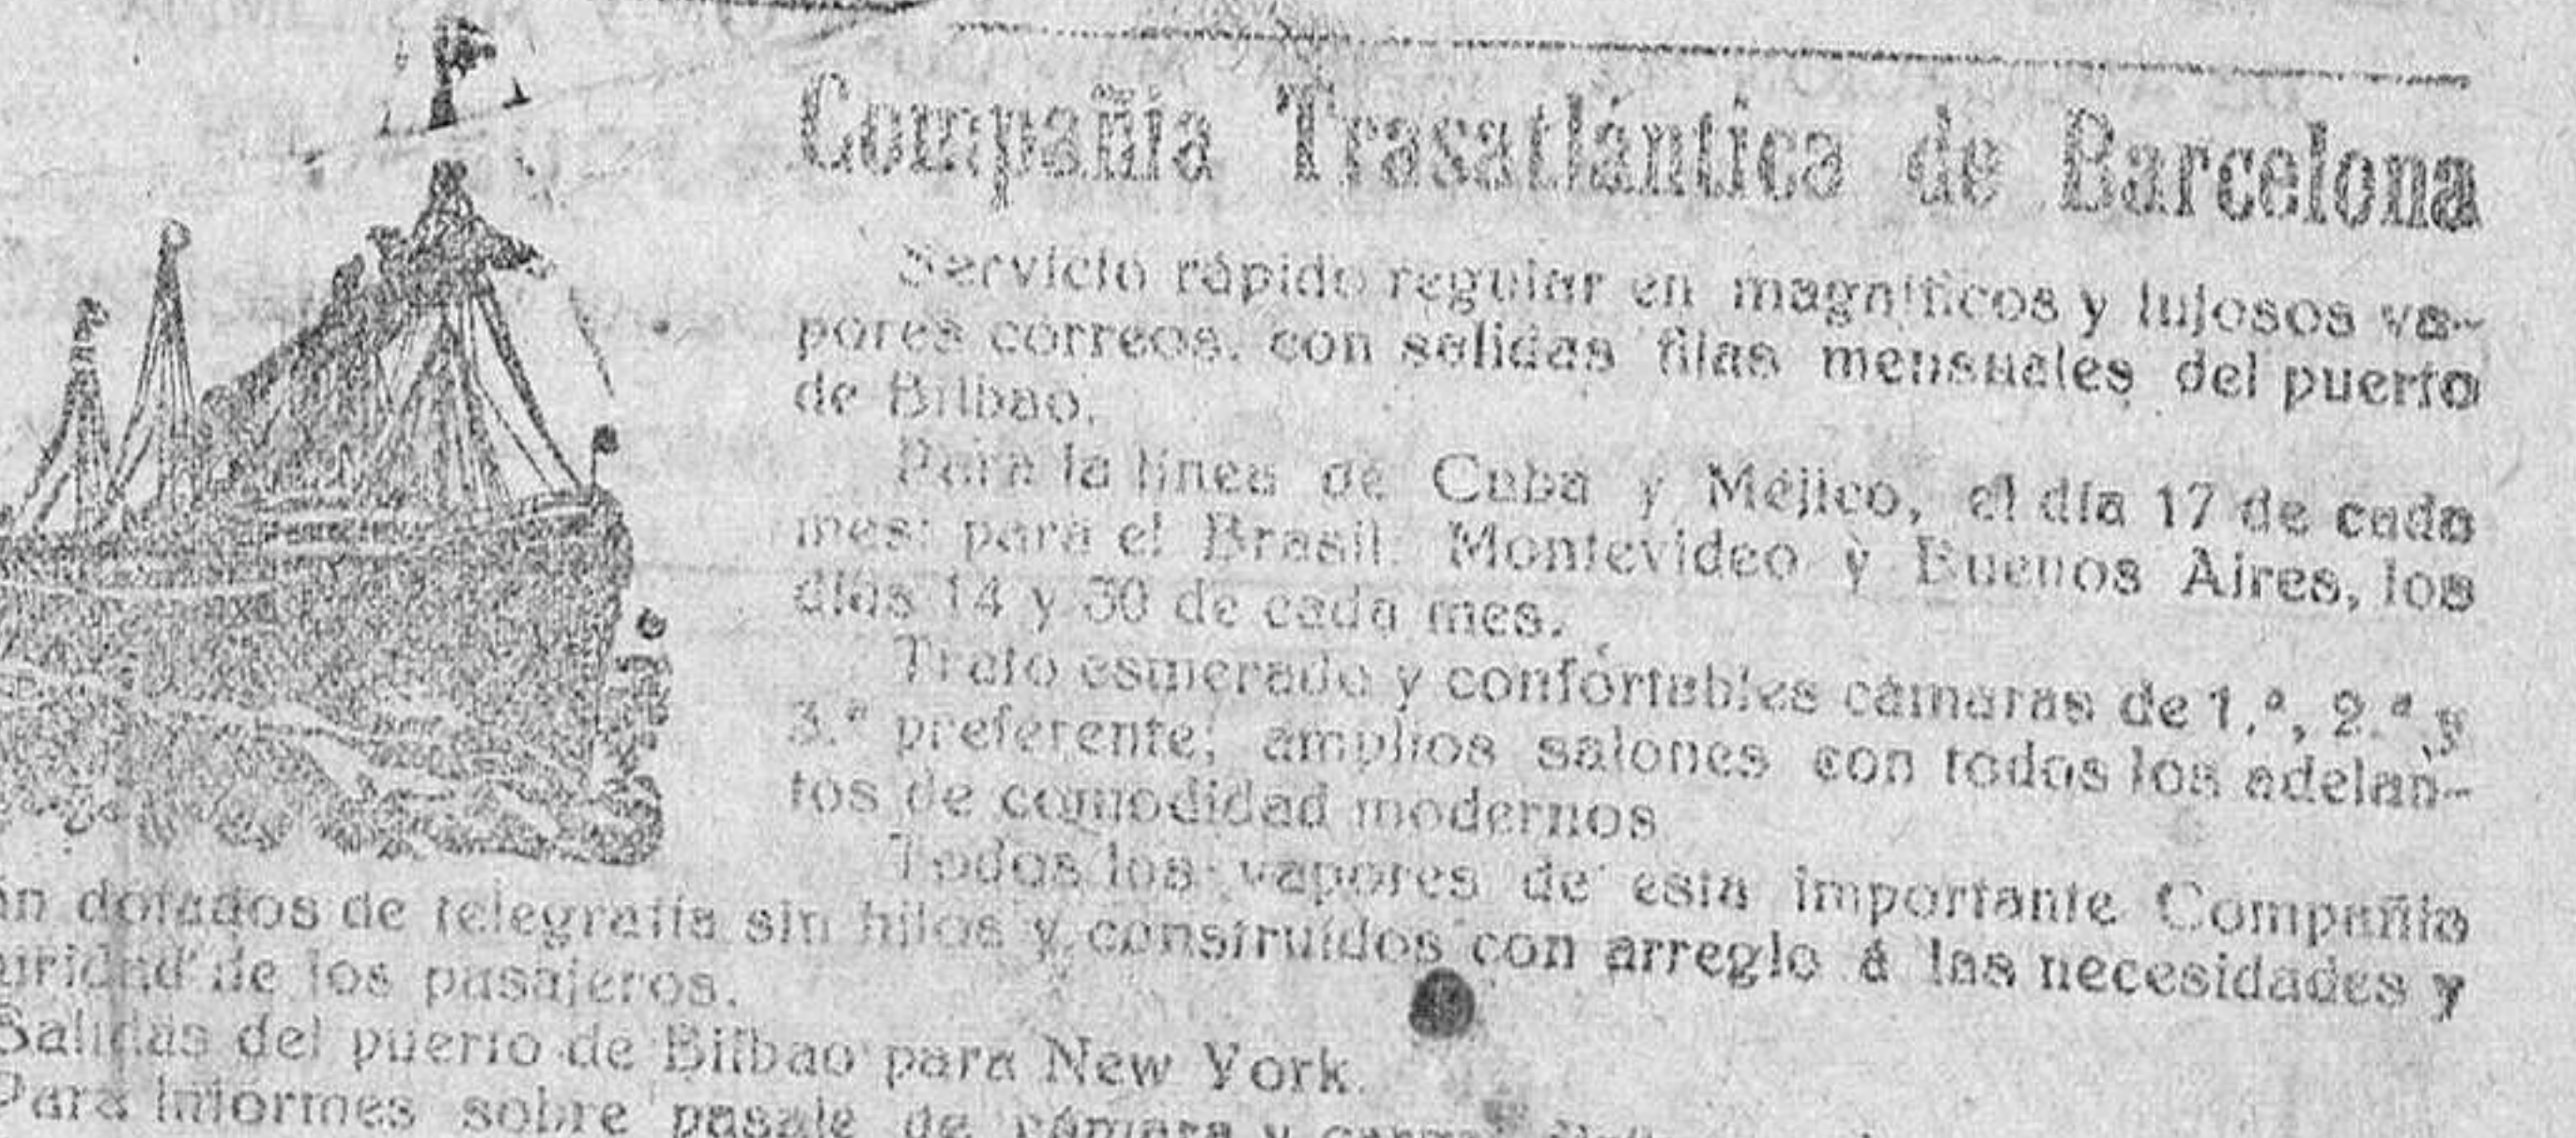 Compañía Trasatlántica de Barcelona
Servicio rápido regular en magníficos y lujosos va-
pores correos, con salidas fijas mensuales del puerto
de Bilbao.
Para la línea de Cuba y Méjico, el día 17 de cada
mes; para el Brasil, Montevideo y Buenos Aires, los
días 14 y 30 de cada mes.
Trato esmerado y confortables cámaras de 1.ª, 2.ª y
3.ª preferente; amplios salones con todos los adelan-
tos de comodidad modernos
Todos los vapores de esta importante Compañía
án dotados de telegrafía sin hilos y construídos con arreglo á las necesidades y
uridad de los pasajeros.
Salidas del puerto de Bilbao para New York.
Para informes sobre pasaje de cámara y carga